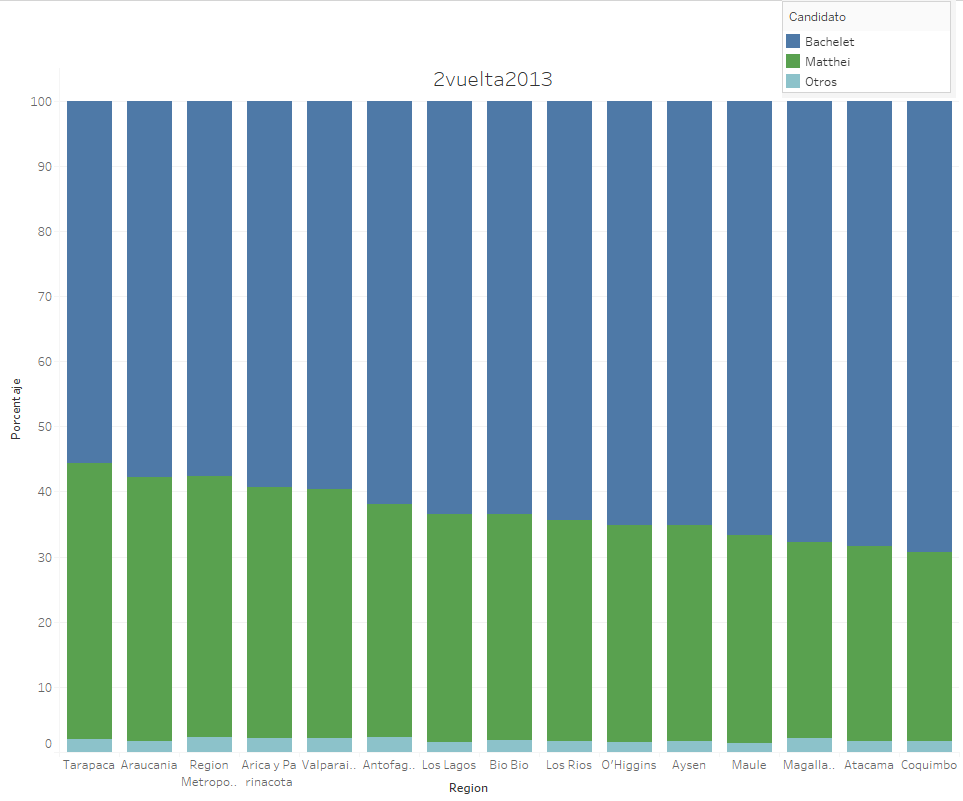 Candidato
Bachelet
Matthei
Otros
2vuelta2013
100
90
80
70
60
50
40
30
20
10
0
Porcentaje
Tarapaca Araucania Region Arica y Pa Valparai.. Antofag.. Los Lagos Bio Bio Los Rios O'Higgins Aysen Maule Magalla.. Atacama Coquimbo
Metropo.. rinacota
Region